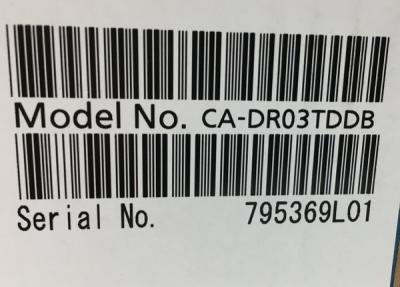 Model No. CA-DR03TDDB
Serial No. 795369L01